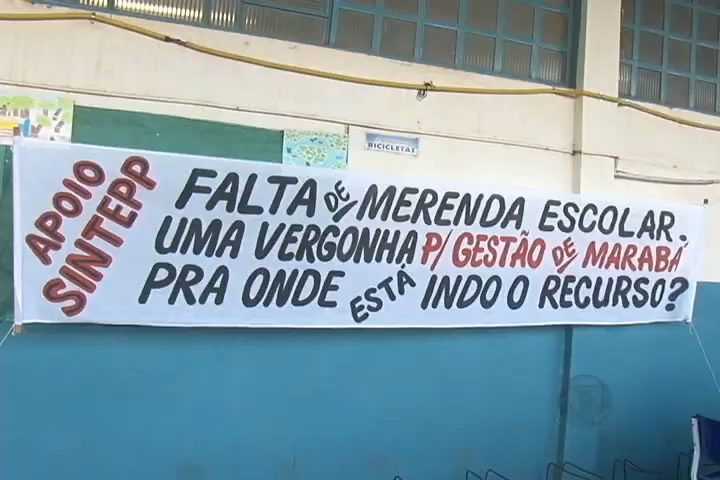 BICICLETAS
APOIO
SINTEPP
FALTA DE MERENDA ESCOLAR.
UMA VERGONHA P/ GESTÃO DE MARABÁ
PRA ONDE ESTÁ INDO O RECURSO?